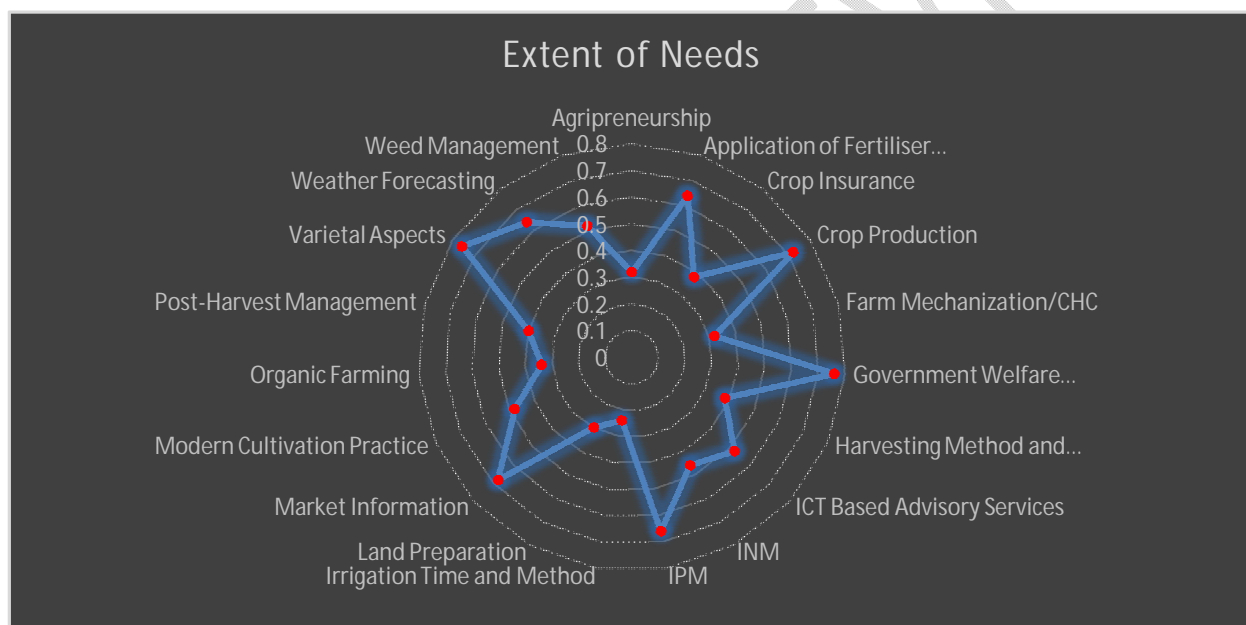 Extent of Needs
Agripreneurship
Application of Fertiliser...
Crop Insurance
Crop Production
Farm Mechanization/CHC
Government Welfare...
Harvesting Method and...
ICT Based Advisory Services
INM
IPM
Irrigation Time and Method
Land Preparation
Market Information
Modern Cultivation Practice
Organic Farming
Post-Harvest Management
Varietal Aspects
Weather Forecasting
Weed Management
0.8
0.7
0.6
0.5
0.4
0.3
0.2
0.1
0